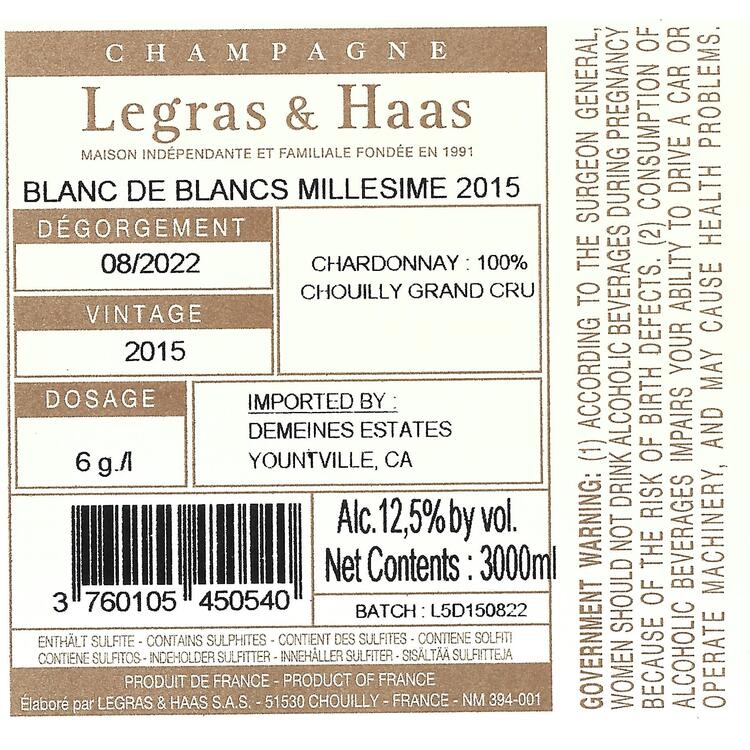 CHAMPAGNE
Legras & Haas
MAISON INDÉPENDANTE ET FAMILIALE FONDÉE EN 1991
BLANC DE BLANCS MILLESIME 2015
DÉGORGEMENT
08/2022
VINTAGE
2015
CHARDONNAY : 100%
CHOUILLY GRAND CRU
DOSAGE
6 g./l
IMPORTED BY :
DEMEINES ESTATES
YOUNTVILLE, CA
3 760105 450540
Alc.12,5% by vol.
Net Contents : 3000ml
BATCH : L5D150822
ENTHÄLT SULFITE - CONTAINS SULPHITES - CONTIENT DES SULFITES - CONTIENE SOLFITI
CONTIENE SULFITOS - INDEHOLDER SULFITTER - INNEHÅLLER SULFITER - SISÄLTÄÄ SULFIITTEJA
PRODUIT DE FRANCE - PRODUCT OF FRANCE
Élaboré par LEGRAS & HAAS S.A.S. - 51530 CHOUILLY - FRANCE - NM 394-001
GOVERNMENT WARNING: (1) ACCORDING TO THE SURGEON GENERAL,
WOMEN SHOULD NOT DRINK ALCOHOLIC BEVERAGES DURING PREGNANCY
BECAUSE OF THE RISK OF BIRTH DEFECTS. (2) CONSUMPTION OF
ALCOHOLIC BEVERAGES IMPAIRS YOUR ABILITY TO DRIVE A CAR OR
OPERATE MACHINERY, AND MAY CAUSE HEALTH PROBLEMS.